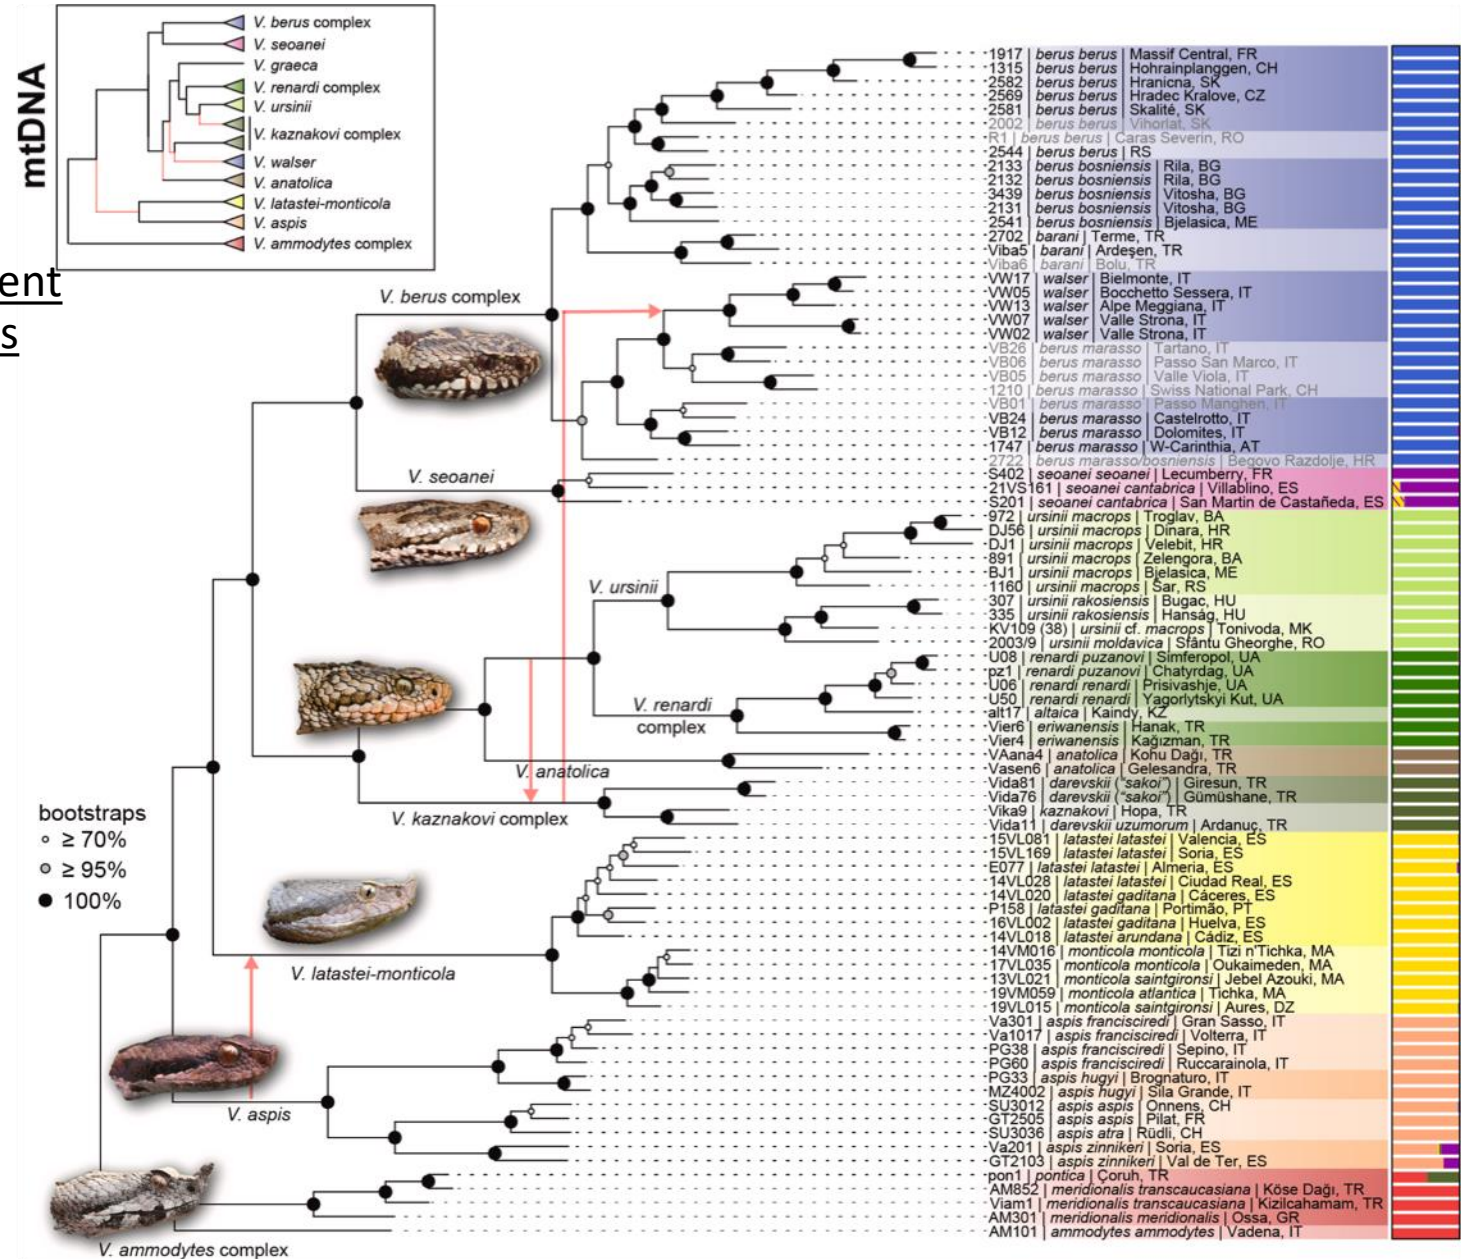 mtDNA
V. berus complex
V. seoanei
V. graeca
V. renardi complex
V. ursinii
V. kaznakovi complex
V. walser
V. anatolica
V. latastei-monticola
V. aspis
V. ammodytes complex
ent
s
V. berus complex
V. seoanei
V. ursinii
V. renardi
complex
V. anatolica
V. kaznakovi complex
bootstraps
≥ 70%
≥ 95%
100%
V. latastei-monticola
V. aspis
V. ammodytes complex
1917 | berus berus | Massif Central, FR
1315 | berus berus | Hohrainplanggen, CH
2582 | berus berus | Hranicna, SK
2569 | berus berus | Hradec Kralove, CZ
2581 | berus berus | Skalité, SK
2002 | berus berus | Vihorlat, SK
R1 | berus berus | Caras Severin, RO
2544 | berus berus | RS
2133 | berus bosniensis | Rila, BG
2132 | berus bosniensis | Rila, BG
3439 | berus bosniensis | Vitosha, BG
2131 | berus bosniensis | Vitosha, BG
2541 | berus bosniensis | Bjelasica, ME
2702 | barani | Terme, TR
Viba5 | barani | Ardeşen, TR
Viba6 | barani | Bolu, TR
VW17 | walser | Bielmonte, IT
VW05 | walser | Bocchetto Sessera, IT
VW13 | walser | Alpe Meggiana, IT
VW07 | walser | Valle Strona, IT
VW02 | walser | Valle Strona, IT
VB26 | berus marasso | Tartano, IT
VB06 | berus marasso | Passo San Marco, IT
VB05 | berus marasso | Valle Viola, IT
1210 | berus marasso | Swiss National Park, CH
VB01 | berus marasso | Passo Manghen, IT
VB24 | berus marasso | Castelrotto, IT
VB12 | berus marasso | Dolomites, IT
1747 | berus marasso | W-Carinthia, AT
2722 | berus marasso/bosniensis | Begovo Razdolje, HR
S402 | seoanei seoanei | Lecumberry, FR
21VS161 | seoanei cantabrica | Villablino, ES
S201 | seoanei cantabrica | San Martin de Castañeda, ES
972 | ursinii macrops | Troglav, BA
DJ56 | ursinii macrops | Dinara, HR
DJ1 | ursinii macrops | Velebit, HR
891 | ursinii macrops | Zelengora, BA
BJ1 | ursinii macrops | Bjelasica, ME
1160 | ursinii macrops | Šar, RS
307 | ursinii rakosiensis | Bugac, HU
335 | ursinii rakosiensis | Hanság, HU
KV109 (38) | ursinii cf. macrops | Tonivoda, MK
2003/9 | ursinii moldavica | Sfântu Gheorghe, RO
U08 | renardi puzanovi | Simferopol, UA
pz1 | renardi puzanovi | Chatyrdag, UA
U06 | renardi renardi | Prisivashje, UA
U50 | renardi renardi | Yagorlytskyi Kut, UA
alt17 | altaica | Kaindy, KZ
Vier6 | eriwanensis | Hanak, TR
Vier4 | eriwanensis | Kağızman, TR
VAana4 | anatolica | Kohu Dağı, TR
Vasen6 | anatolica | Gelesandra, TR
Vida81 | darevskii ("sakoi") | Giresun, TR
Vida76 | darevskii ("sakoi") | Gümüshane, TR
Vika9 | kaznakovi | Hopa, TR
Vida11 | darevskii uzumorum | Ardanuç, TR
15VL081 | latastei latastei | Valencia, ES
15VL169 | latastei latastei | Soria, ES
E077 | latastei latastei | Almeria, ES
14VL028 | latastei latastei | Ciudad Real, ES
14VL020 | latastei gaditana | Cáceres, ES
P158 | latastei gaditana | Portimão, PT
16VL002 | latastei gaditana | Huelva, ES
14VL018 | latastei arundana | Cádiz, ES
14VM016 | monticola monticola | Tizi n'Tichka, MA
17VL035 | monticola monticola | Oukaimeden, MA
13VL021 | monticola saintgironsi | Jebel Azouki, MA
19VM059 | monticola atlantica | Tichka, MA
19VL015 | monticola saintgironsi | Aures, DZ
Va301 | aspis francisciredi | Gran Sasso, IT
Va1017 | aspis francisciredi | Volterra, IT
PG38 | aspis francisciredi | Sepino, IT
PG60 | aspis francisciredi | Ruccarainola, IT
PG33 | aspis hugyi | Brognaturo, IT
MZ4002 | aspis hugyi | Sila Grande, IT
SU3012 | aspis aspis | Onnens, CH
GT2505 | aspis aspis | Pilat, FR
SU3036 | aspis atra | Rüdli, CH
Va201 | aspis zinnikeri | Soria, ES
GT2103 | aspis zinnikeri | Val de Ter, ES
pon1 | pontica | Çoruh, TR
AM852 | meridionalis transcaucasiana | Köse Dağı, TR
Viam1 | meridionalis transcaucasiana | Kizilcahamam, TR
AM301 | meridionalis meridionalis | Ossa, GR
AM101 | ammodytes ammodytes | Vadena, IT